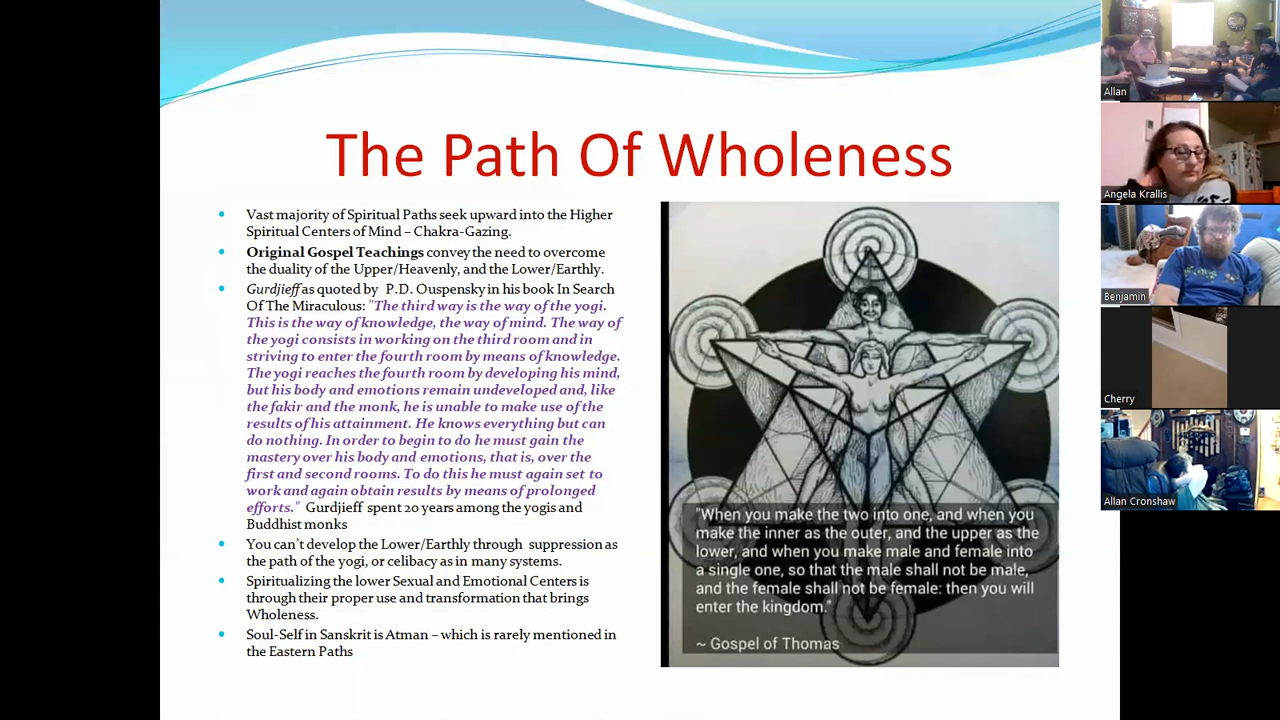 The Path Of Wholeness
Vast majority of Spiritual Paths seek upward into the Higher
Spiritual Centers of Mind – Chakra-Gazing.
Original Gospel Teachings convey the need to overcome
the duality of the Upper/Heavenly, and the Lower/Earthly.
Gurdjieff as quoted by P.D. Ouspensky in his book In Search
Of The Miraculous: "The third way is the way of the yogi.
This is the way of knowledge, the way of mind. The way of
the yogi consists in working on the third room and in
striving to enter the fourth room by means of knowledge.
The yogi reaches the fourth room by developing his mind,
but his body and emotions remain undeveloped and, like
the fakir and the monk, he is unable to make use of the
results of his attainment. He knows everything but can
do nothing. In order to begin to do he must gain the
mastery over his body and emotions, that is, over the
first and second rooms. To do this he must again set to
work and again obtain results by means of prolonged
efforts." Gurdjieff spent 20 years among the yogis and
Buddhist monks
You can't develop the Lower/Earthly through suppression as
the path of the yogi, or celibacy as in many systems.
Spiritualizing the lower Sexual and Emotional Centers is
through their proper use and transformation that brings
Wholeness.
Soul-Self in Sanskrit is Atman – which is rarely mentioned in
the Eastern Paths
"When you make the two into one, and when you
make the inner as the outer, and the upper as the
lower, and when you make male and female into
a single one, so that the male shall not be male,
and the female shall not be female: then you will
enter the kingdom."
~ Gospel of Thomas
Allan
Angela Krallis
Benjamin
Cherry
Allan Cronshaw